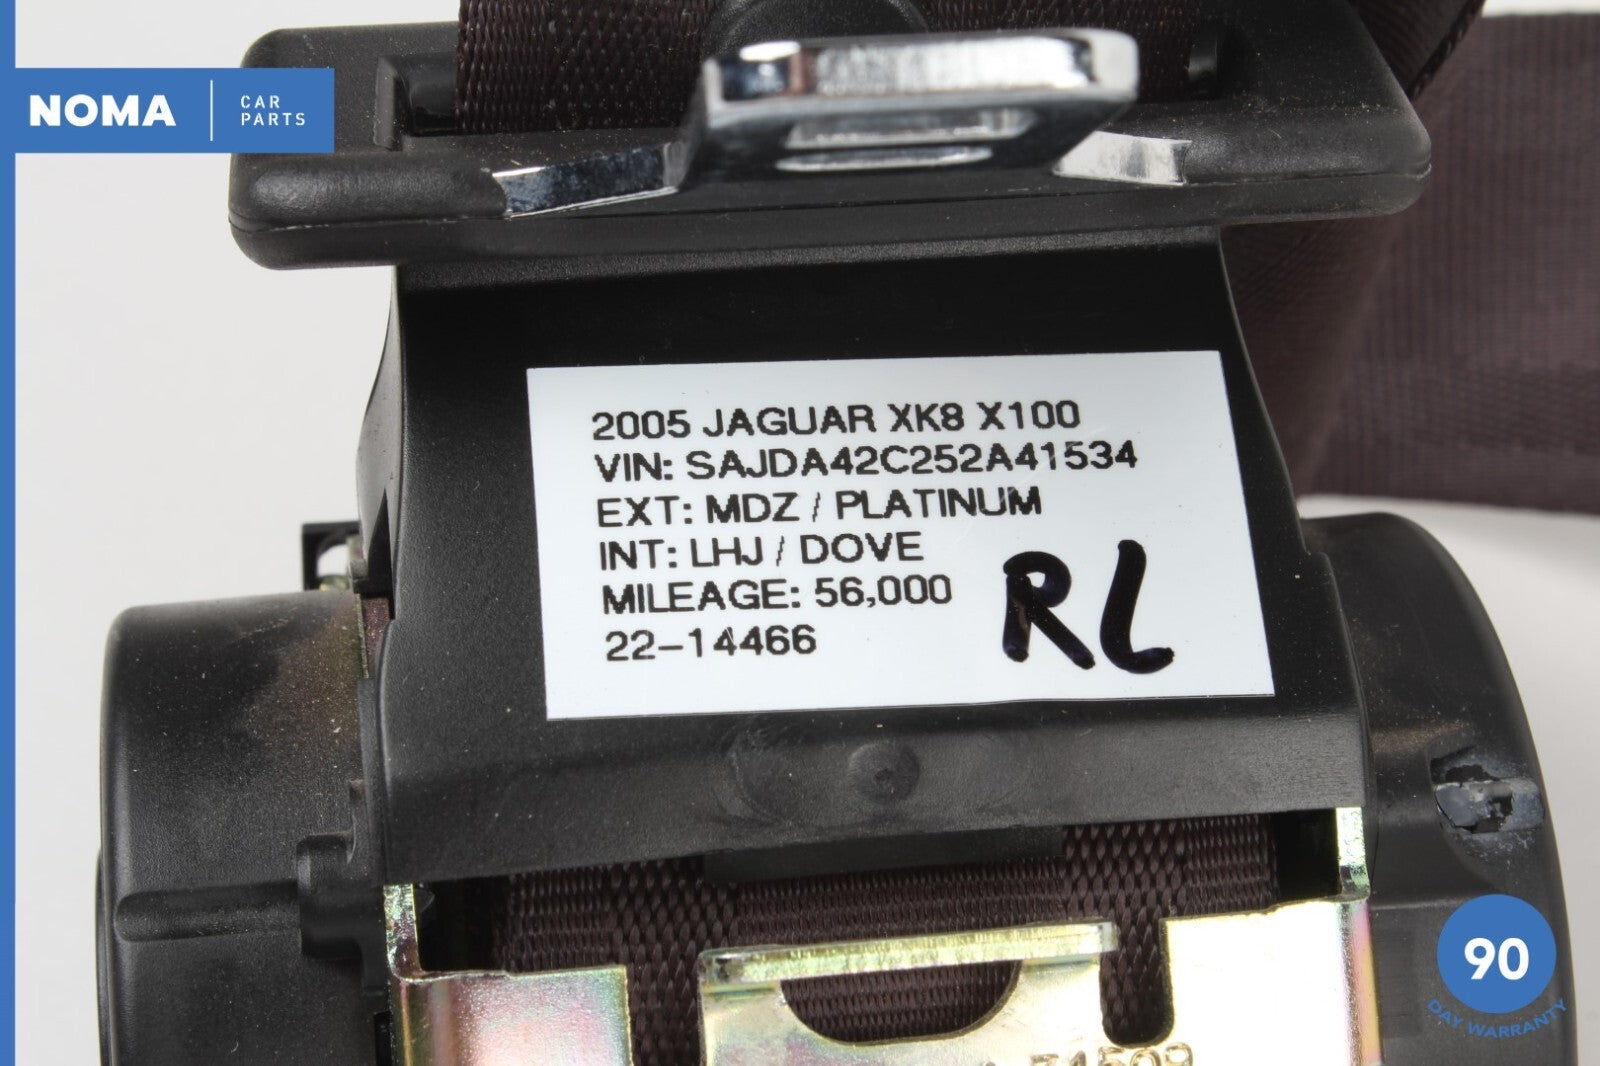 NOMA
CAR
PARTS
2005 JAGUAR XK8 X100
VIN: SAJDA42C252A41534
EXT: MDZ / PLATINUM
INT: LHJ / DOVE
MILEAGE: 56,000
22-14466
RL
90
DAY WARRANTY
31509